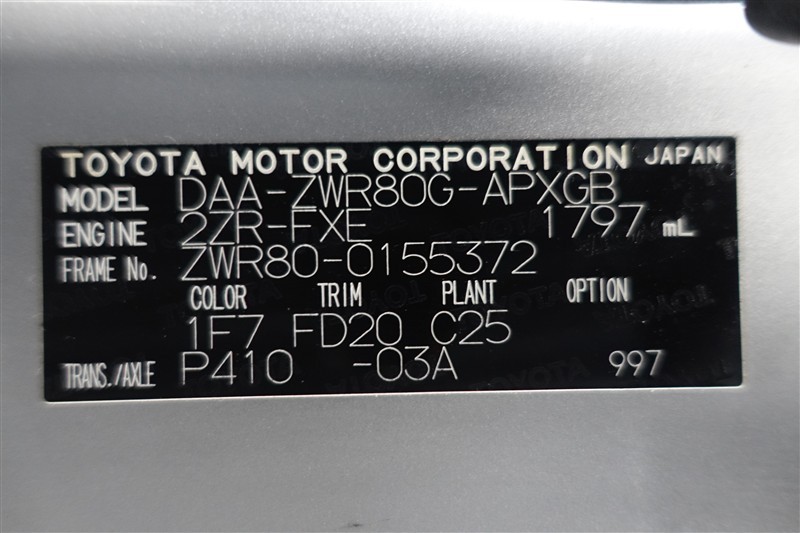 TOYOTA MOTOR CORPORATION JAPAN
MODEL DAA-ZWR80G-APXGB
ENGINE 2ZR-FXE 1797 mL
FRAME No. ZWR80-0155372
COLOR TRIM PLANT OPTION
1F7 FD20 C25
TRANS./AXLE P410 -03A 997